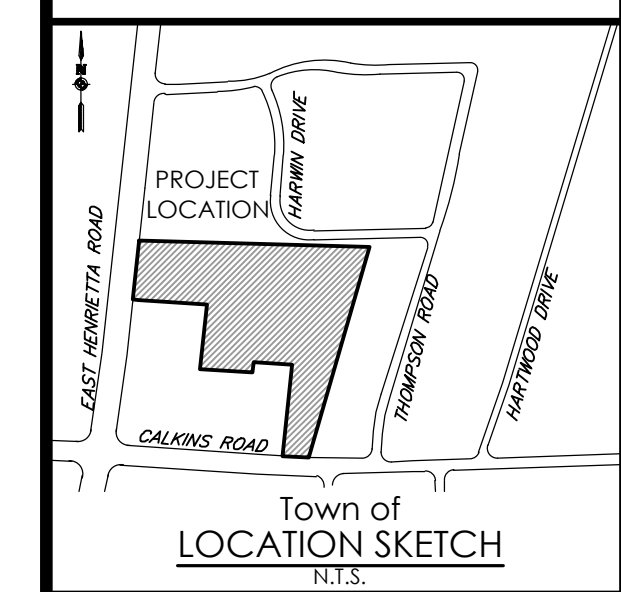 N
HARWIN DRIVE
PROJECT
LOCATION
EAST HENRIETTA ROAD
THOMPSON ROAD
HARTWOOD DRIVE
CALKINS ROAD
Town of
LOCATION SKETCH
N.T.S.